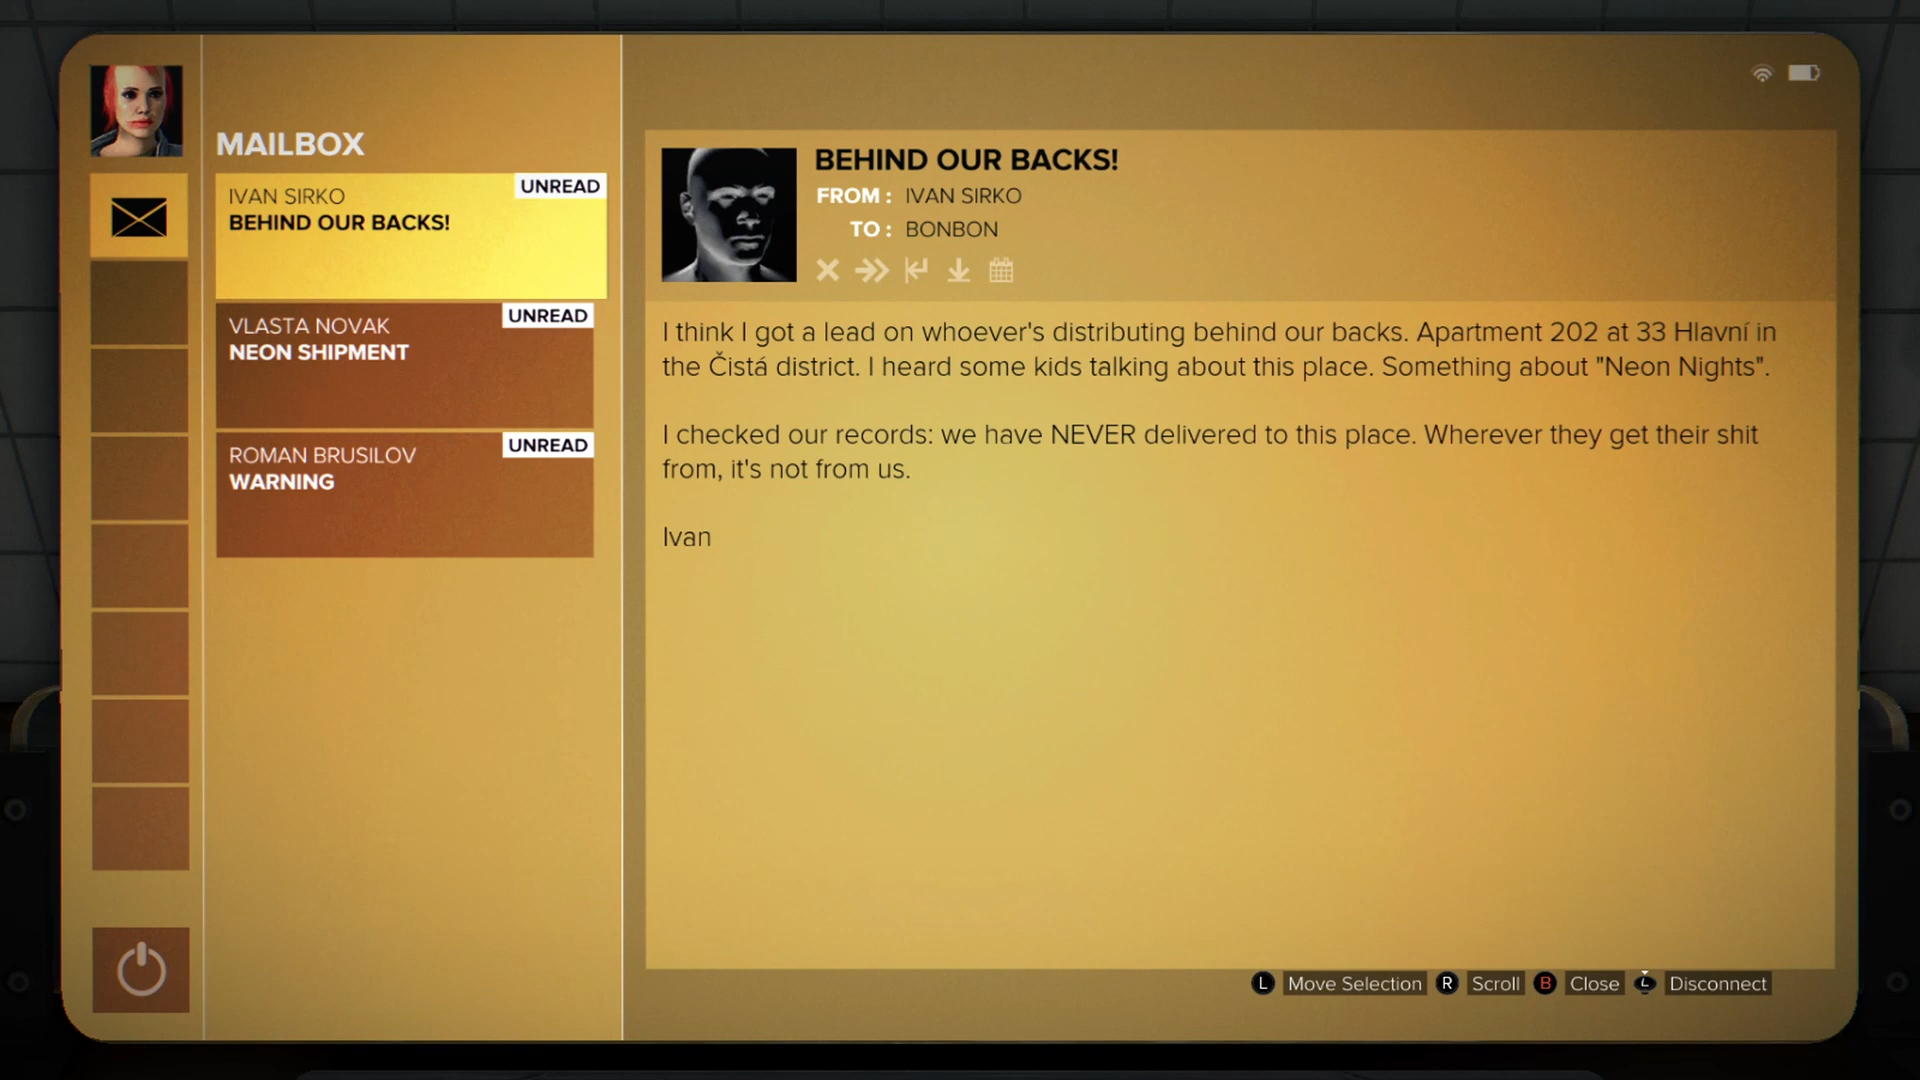 MAILBOX
IVAN SIRKO
UNREAD
BEHIND OUR BACKS!
VLASTA NOVAK
UNREAD
NEON SHIPMENT
ROMAN BRUSILOV
UNREAD
WARNING
BEHIND OUR BACKS!
FROM : IVAN SIRKO
TO : BONBON
I think I got a lead on whoever's distributing behind our backs. Apartment 202 at 33 Hlavní in
the Čistá district. I heard some kids talking about this place. Something about "Neon Nights".
I checked our records: we have NEVER delivered to this place. Wherever they get their shit
from, it's not from us.
Ivan
L Move Selection R Scroll B Close L Disconnect